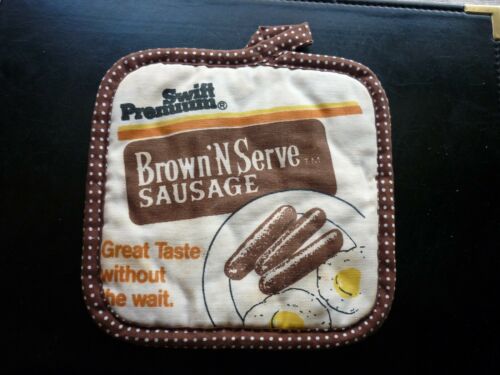 Swift
Premium®
Brown'N Serve™
SAUSAGE
Great Taste
without
the wait.